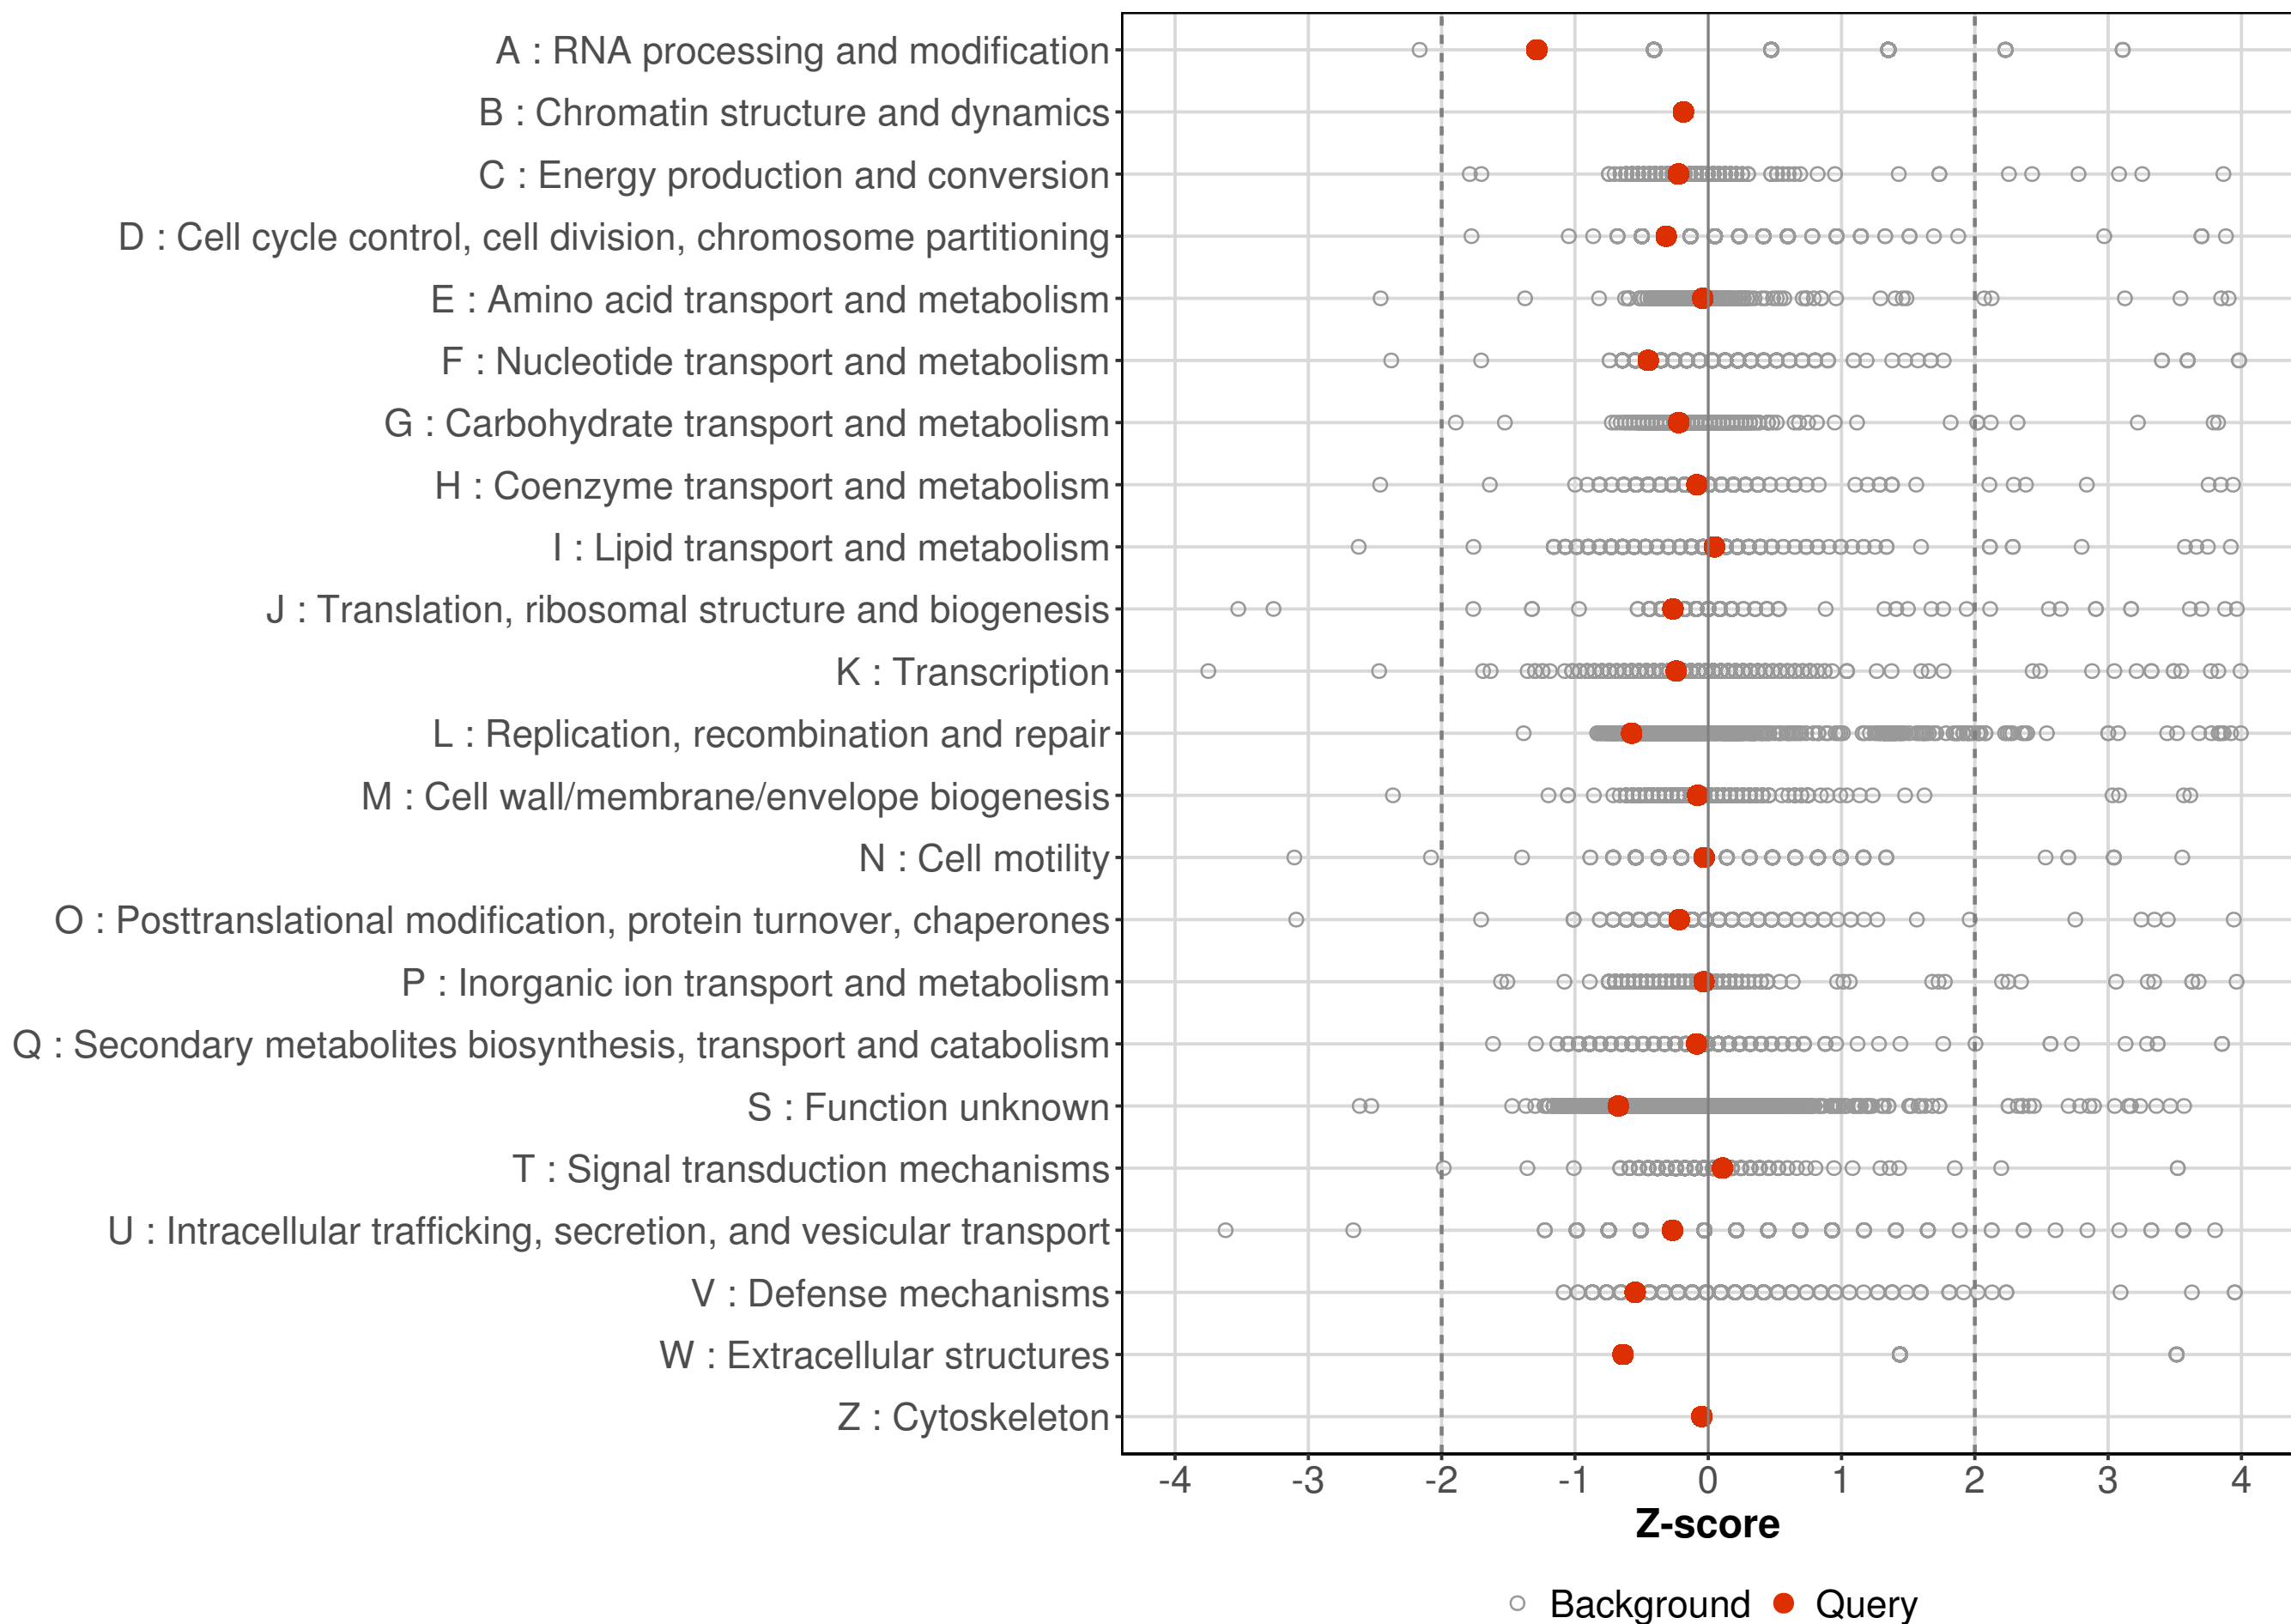 A : RNA processing and modification
B : Chromatin structure and dynamics
C : Energy production and conversion
D : Cell cycle control, cell division, chromosome partitioning
E : Amino acid transport and metabolism
F : Nucleotide transport and metabolism
G : Carbohydrate transport and metabolism
H : Coenzyme transport and metabolism
I : Lipid transport and metabolism
J : Translation, ribosomal structure and biogenesis
K : Transcription
L : Replication, recombination and repair
M : Cell wall/membrane/envelope biogenesis
N : Cell motility
O : Posttranslational modification, protein turnover, chaperones
P : Inorganic ion transport and metabolism
Q : Secondary metabolites biosynthesis, transport and catabolism
S : Function unknown
T : Signal transduction mechanisms
U : Intracellular trafficking, secretion, and vesicular transport
V : Defense mechanisms
W : Extracellular structures
Z : Cytoskeleton
-4 -3 -2 -1 0 1 2 3 4
Z-score
Background Query